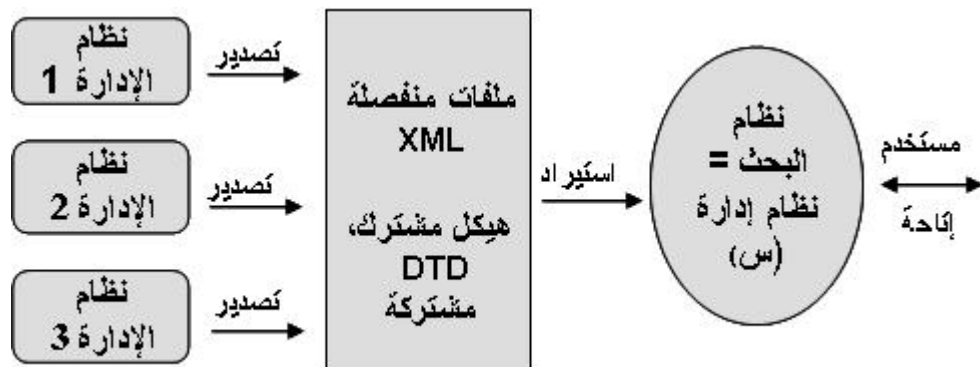 نظام
الإدارة 1
تصدير
نظام
الإدارة 2
تصدير
نظام
الإدارة 3
تصدير
ملفات منفصلة
XML
هيكل مشترك،
DTD
مشتركة
استيراد
نظام
البحث =
نظام إدارة
(س)
مستخدم
إتاحة